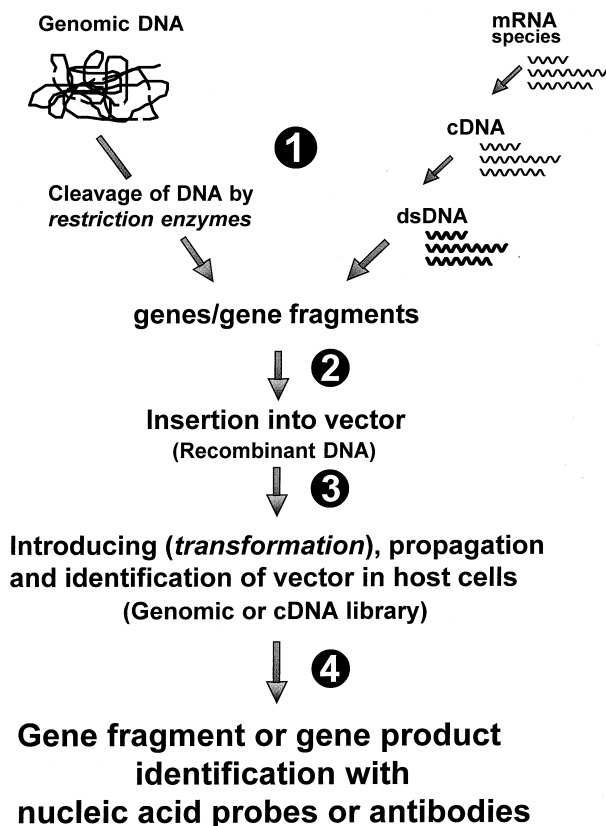 Genomic DNA
mRNA
species
cDNA
1
Cleavage of DNA by
restriction enzymes
dsDNA
genes/gene fragments
2
Insertion into vector
(Recombinant DNA)
3
Introducing (transformation), propagation
and identification of vector in host cells
(Genomic or cDNA library)
4
Gene fragment or gene product
identification with
nucleic acid probes or antibodies